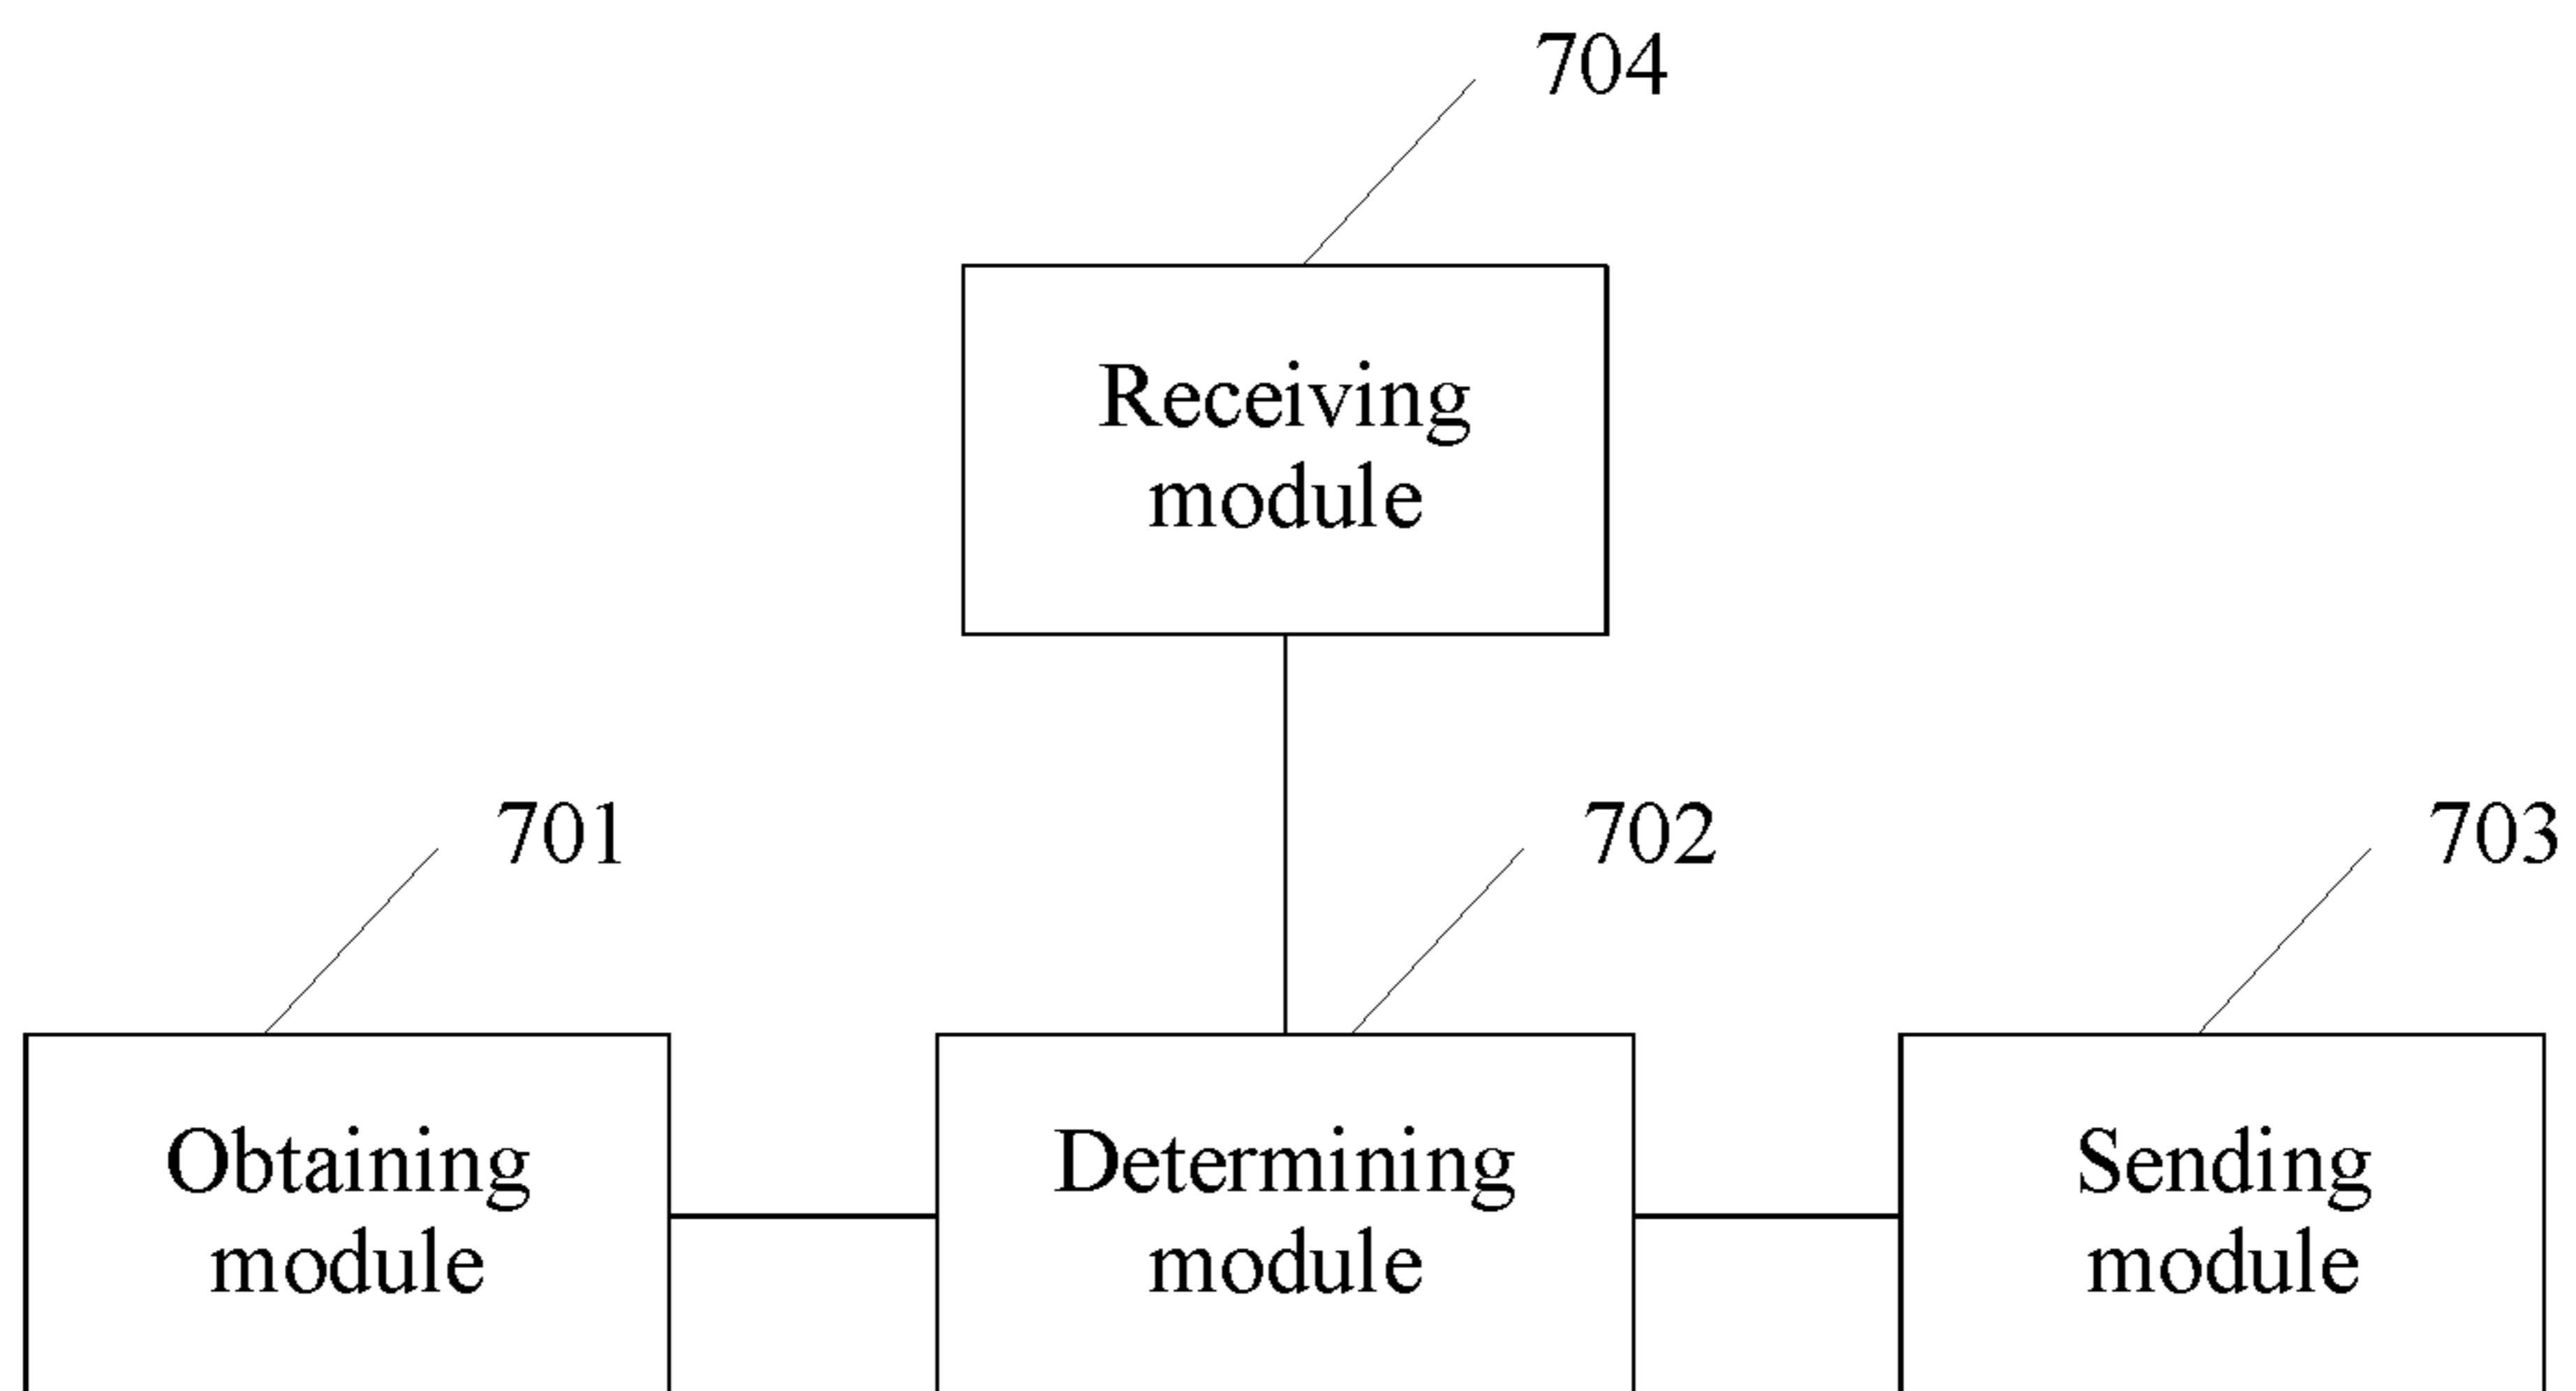 704
Receiving
module
701
702
703
Obtaining
module
Determining
module
Sending
module